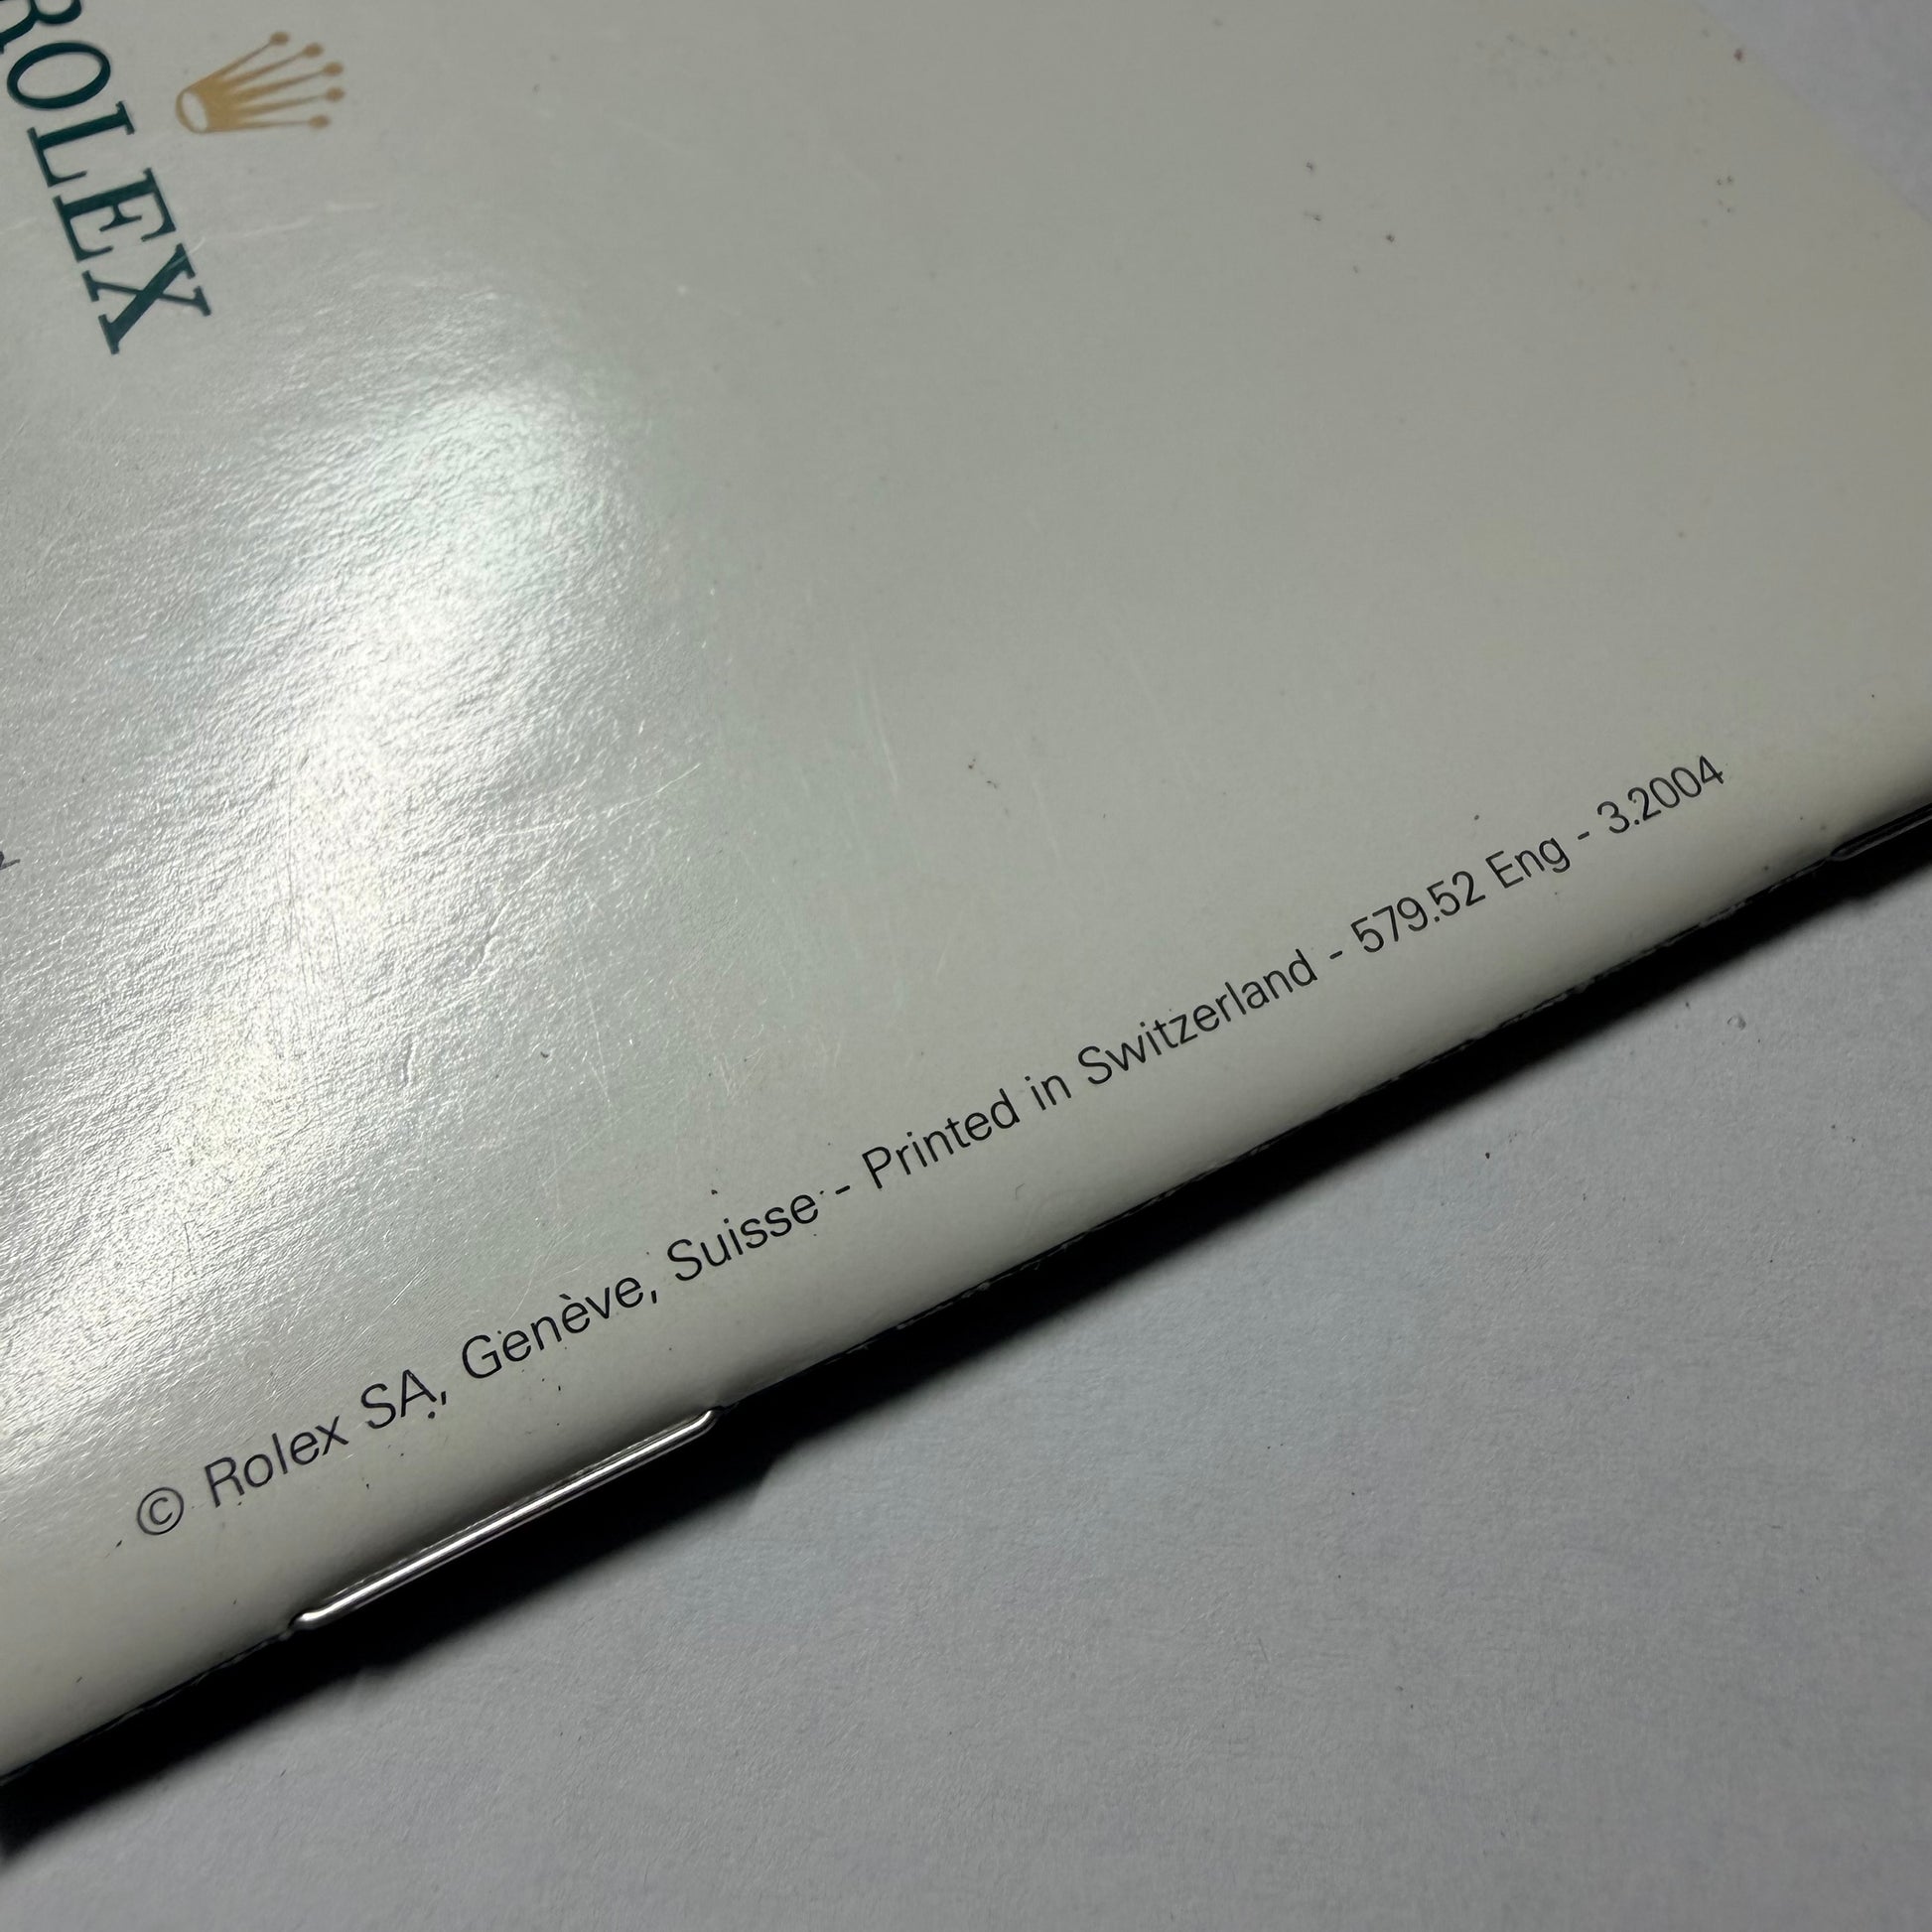 ROLEX
© Rolex SA, Genève, Suisse - Printed in Switzerland - 579.52 Eng - 3.2004